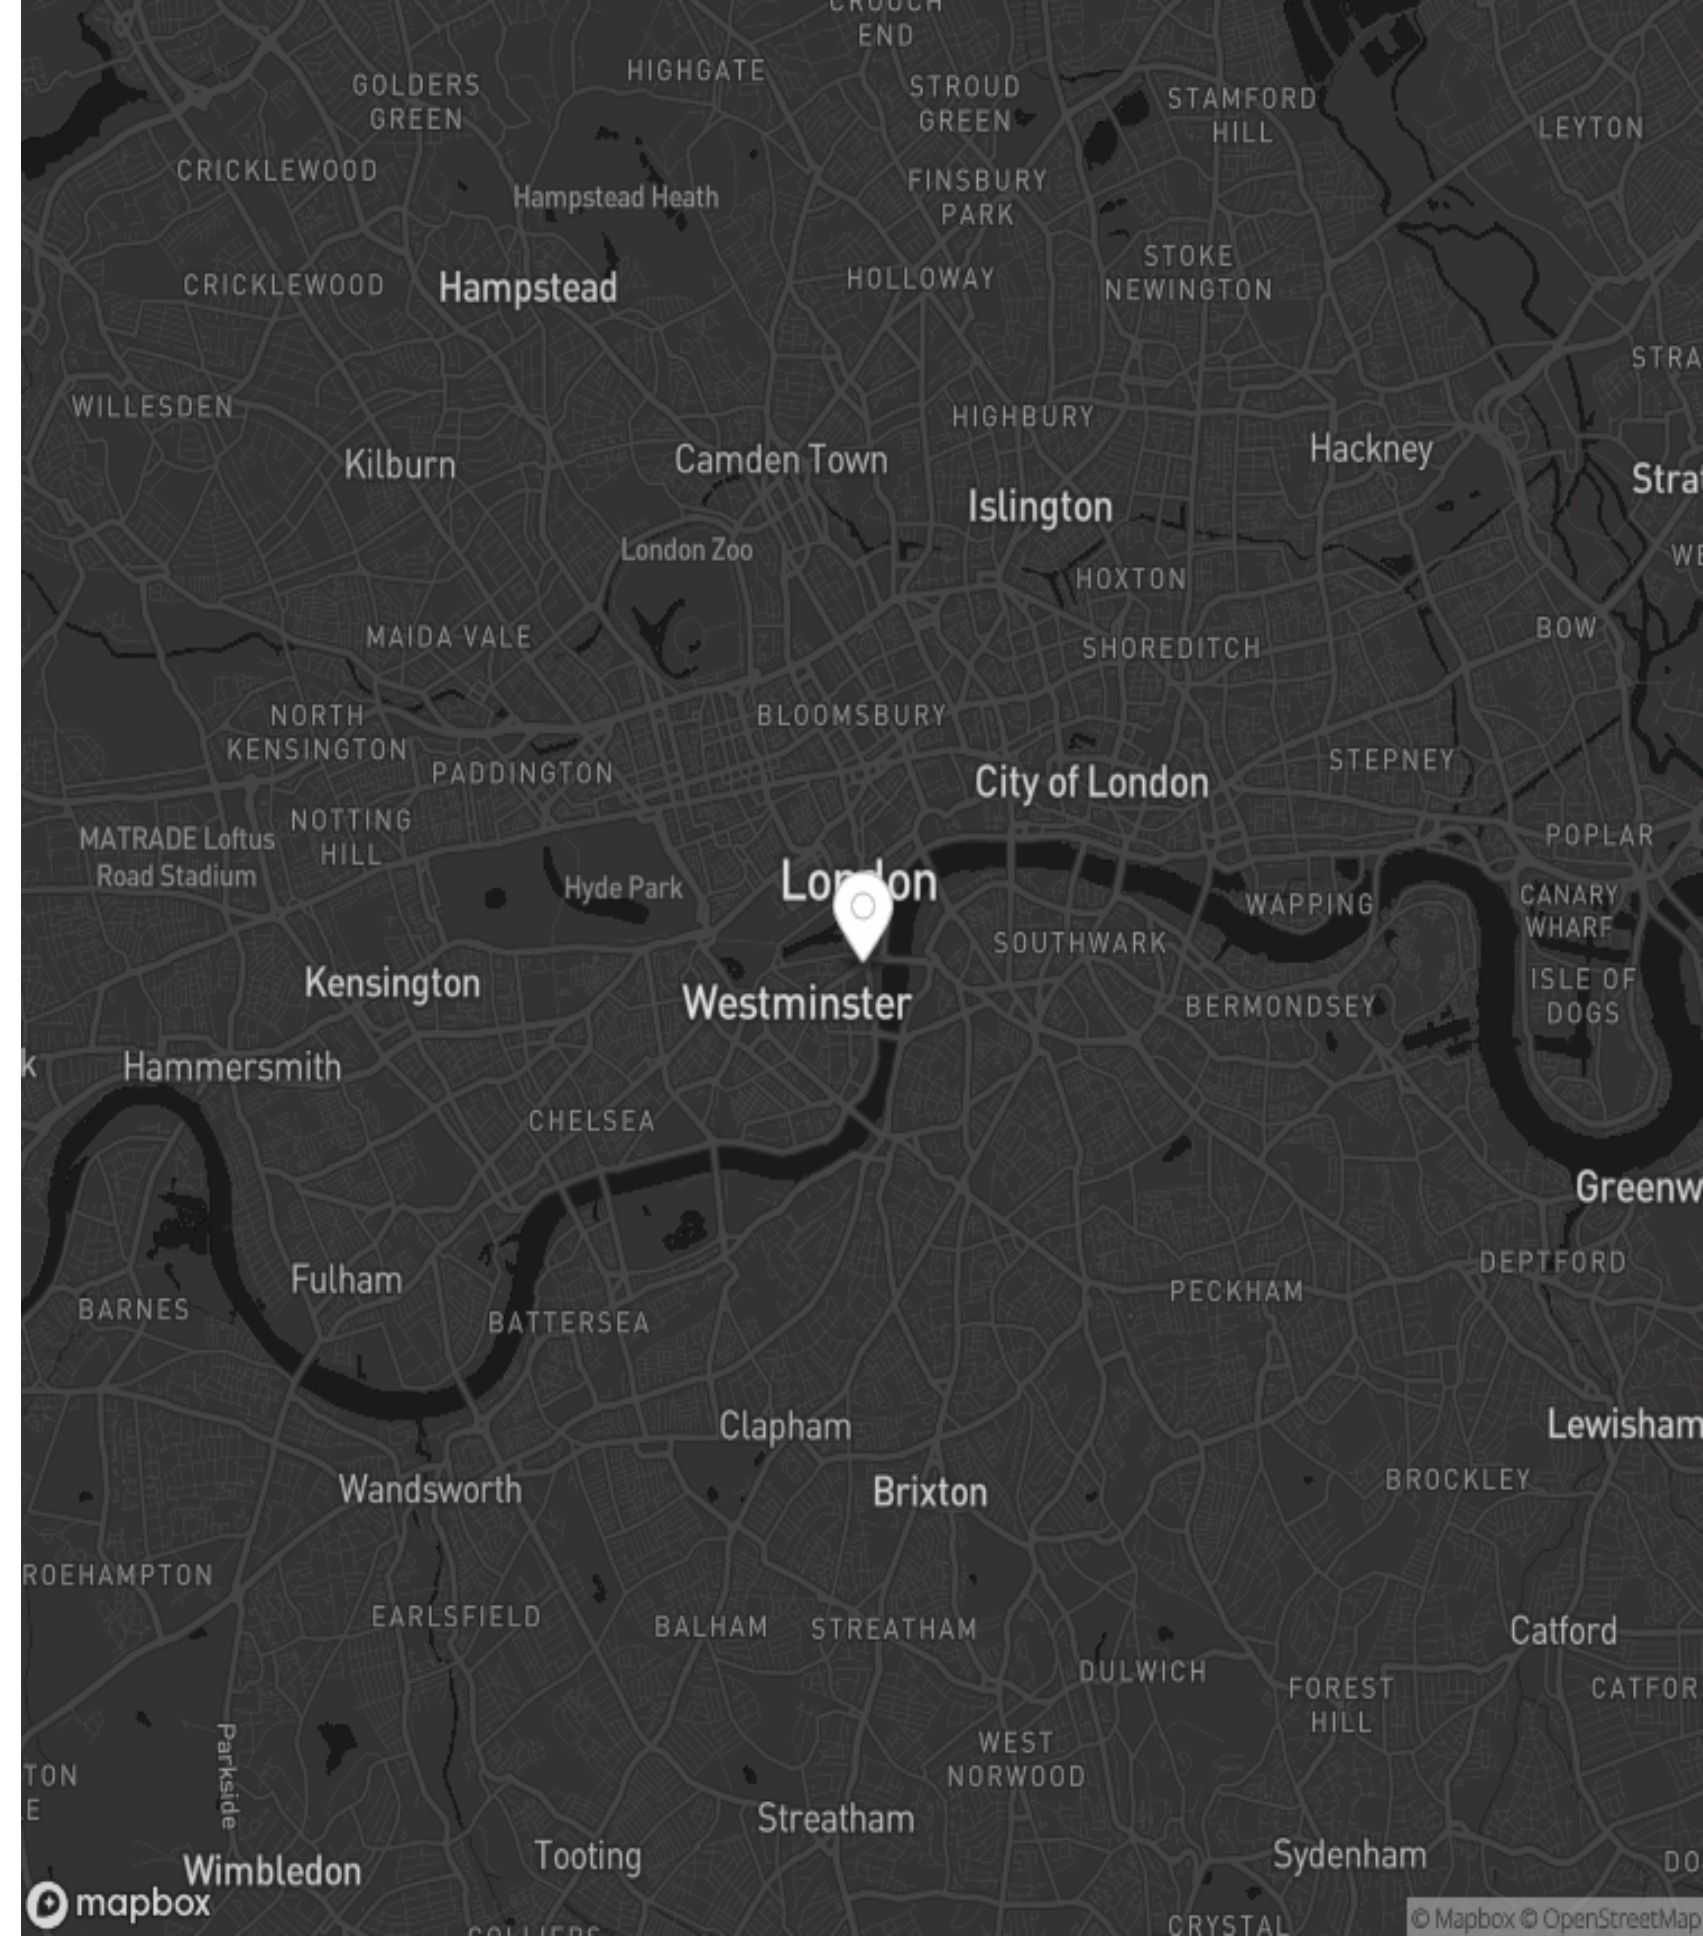 CROUCH
END
HIGHGATE
GOLDERS
GREEN
STROUD
GREEN
STAMFORD
HILL
LEYTON
CRICKLEWOOD
Hampstead Heath
FINSBURY
PARK
STOKE
NEWINGTON
HOLLOWAY
CRICKLEWOOD
Hampstead
STRA
WILLESDEN
HIGHBURY
Hackney
Kilburn
Camden Town
Strat
Islington
London Zoo
WE
HOXTON
BOW
MAIDA VALE
SHOREDITCH
NORTH
KENSINGTON
BLOOMSBURY
STEPNEY
PADDINGTON
City of London
NOTTING
HILL
MATRADE Loftus
Road Stadium
POPLAR
London
Hyde Park
WAPPING
CANARY
WHARF
SOUTHWARK
Kensington
ISLE OF
DOGS
Westminster
BERMONDSEY
k
Hammersmith
CHELSEA
Greenw
Fulham
DEPTFORD
PECKHAM
BARNES
BATTERSEA
Clapham
Lewisham
BROCKLEY
Wandsworth
Brixton
ROEHAMPTON
EARLSFIELD
BALHAM
STREATHAM
Catford
DULWICH
FOREST
HILL
CATFOR
Parkside
WEST
NORWOOD
TON
E
Streatham
Tooting
Sydenham
DO
Wimbledon
mapbox
COLLIERS
CRYSTAL
© Mapbox © OpenStreetMap